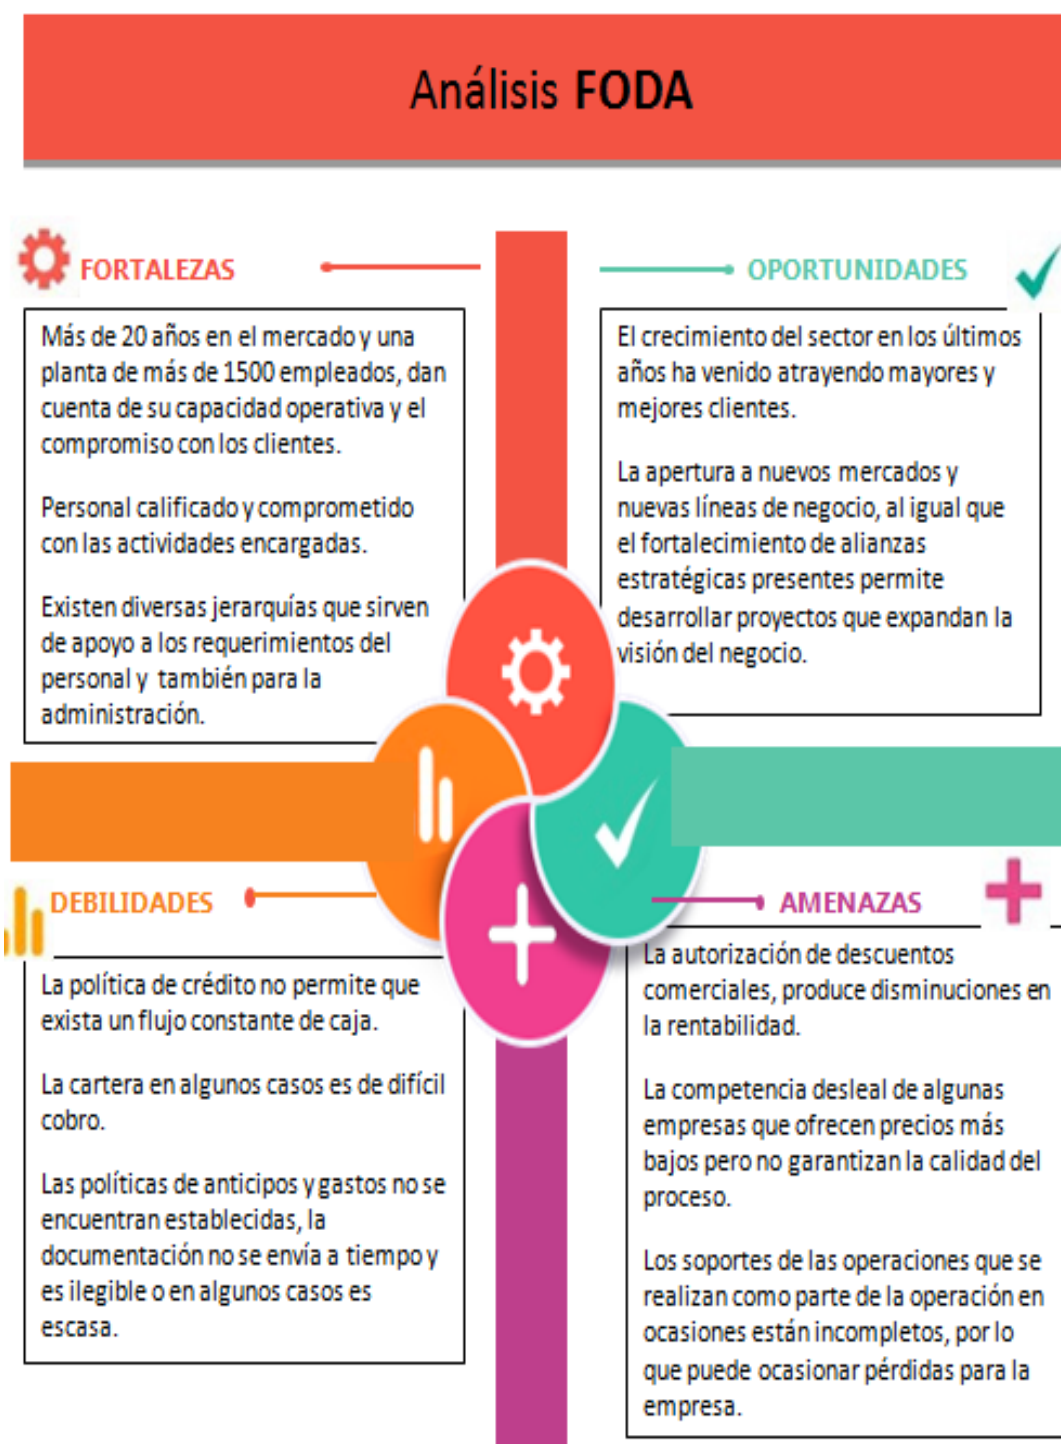 Análisis FODA
FORTALEZAS
Más de 20 años en el mercado y una
planta de más de 1500 empleados, dan
cuenta de su capacidad operativa y el
compromiso con los clientes.
Personal calificado y comprometido
con las actividades encargadas.
Existen diversas jerarquías que sirven
de apoyo a los requerimientos del
personal y también para la
administración.
OPORTUNIDADES
El crecimiento del sector en los últimos
años ha venido atrayendo mayores y
mejores clientes.
La apertura a nuevos mercados y
nuevas líneas de negocio, al igual que
el fortalecimiento de alianzas
estratégicas presentes permite
desarrollar proyectos que expandan la
visión del negocio.
DEBILIDADES
La política de crédito no permite que
exista un flujo constante de caja.
La cartera en algunos casos es de difícil
cobro.
Las políticas de anticipos y gastos no se
encuentran establecidas, la
documentación no se envía a tiempo y
es ilegible o en algunos casos es
escasa.
AMENAZAS
La autorización de descuentos
comerciales, produce disminuciones en
la rentabilidad.
La competencia desleal de algunas
empresas que ofrecen precios más
bajos pero no garantizan la calidad del
proceso.
Los soportes de las operaciones que se
realizan como parte de la operación en
ocasiones están incompletos, por lo
que puede ocasionar pérdidas para la
empresa.